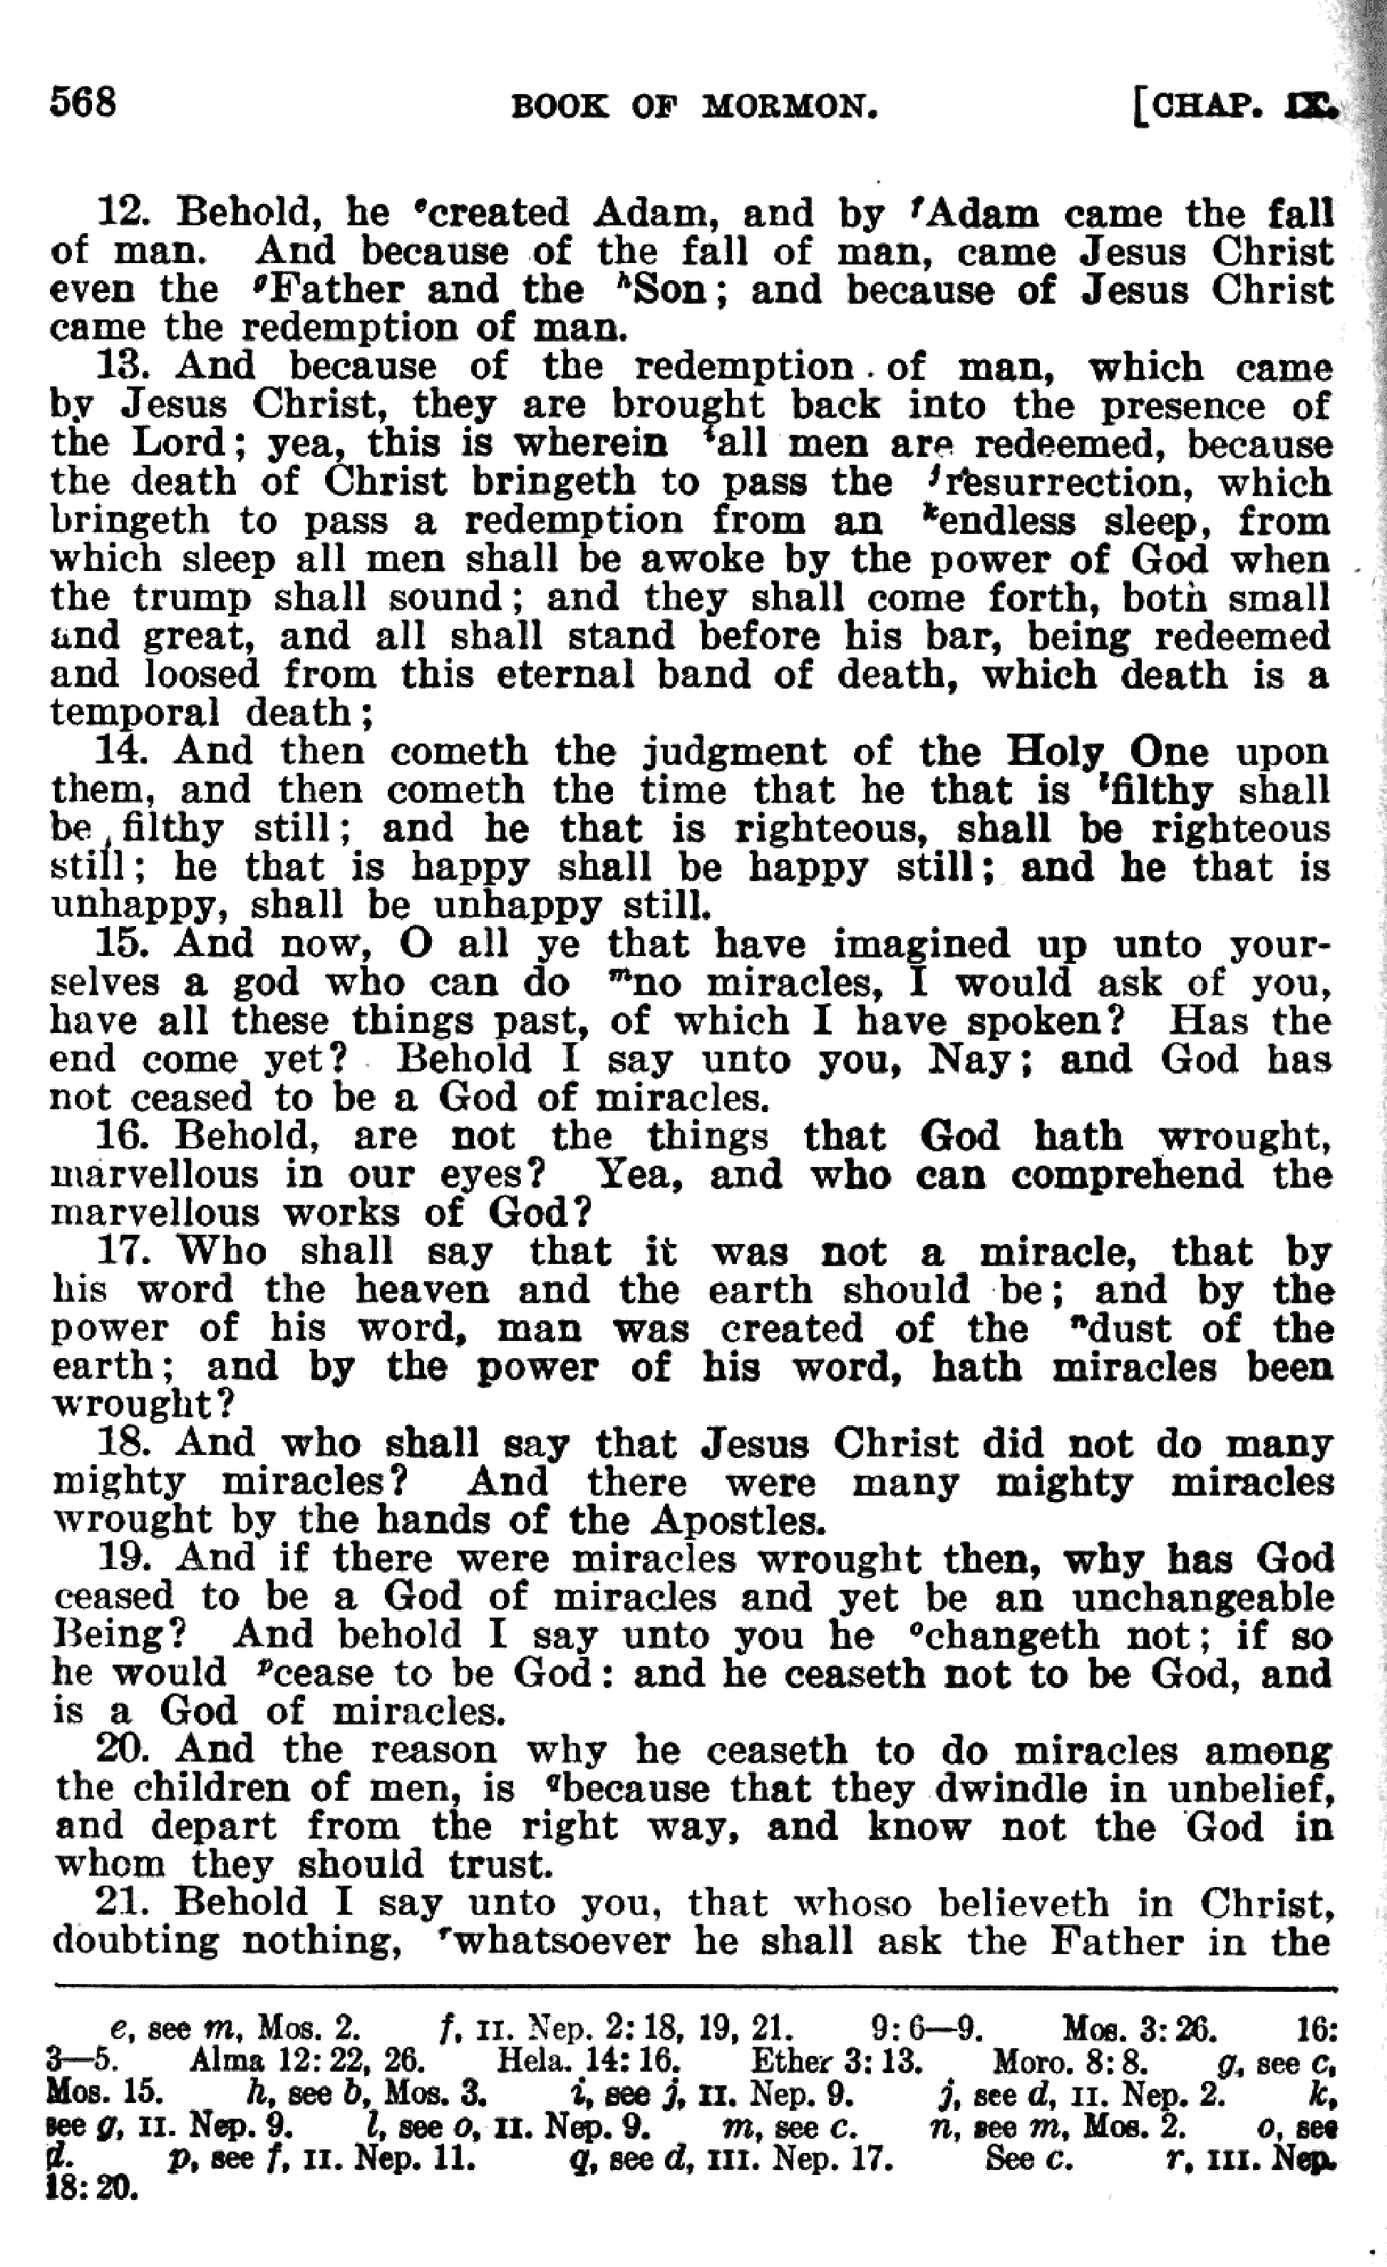 568 BOOK OF MORMON. [CHAP. IX.
12. Behold, he ᵉcreated Adam, and by ᶠAdam came the fall
of man. And because of the fall of man, came Jesus Christ
even the ᵍFather and the ʰSon; and because of Jesus Christ
came the redemption of man.
13. And because of the redemption of man, which came
by Jesus Christ, they are brought back into the presence of
the Lord; yea, this is wherein ⁱall men are redeemed, because
the death of Christ bringeth to pass the ʲresurrection, which
bringeth to pass a redemption from an ᵏendless sleep, from
which sleep all men shall be awoke by the power of God when
the trump shall sound; and they shall come forth, both small
and great, and all shall stand before his bar, being redeemed
and loosed from this eternal band of death, which death is a
temporal death;
14. And then cometh the judgment of the Holy One upon
them, and then cometh the time that he that is ˡfilthy shall
be filthy still; and he that is righteous, shall be righteous
still; he that is happy shall be happy still; and he that is
unhappy, shall be unhappy still.
15. And now, O all ye that have imagined up unto your-
selves a god who can do ᵐno miracles, I would ask of you,
have all these things past, of which I have spoken? Has the
end come yet? Behold I say unto you, Nay; and God has
not ceased to be a God of miracles.
16. Behold, are not the things that God hath wrought,
marvellous in our eyes? Yea, and who can comprehend the
marvellous works of God?
17. Who shall say that it was not a miracle, that by
his word the heaven and the earth should be; and by the
power of his word, man was created of the ⁿdust of the
earth; and by the power of his word, hath miracles been
wrought?
18. And who shall say that Jesus Christ did not do many
mighty miracles? And there were many mighty miracles
wrought by the hands of the Apostles.
19. And if there were miracles wrought then, why has God
ceased to be a God of miracles and yet be an unchangeable
Being? And behold I say unto you he ᵒchangeth not; if so
he would ᵖcease to be God: and he ceaseth not to be God, and
is a God of miracles.
20. And the reason why he ceaseth to do miracles among
the children of men, is 𐞥because that they dwindle in unbelief,
and depart from the right way, and know not the God in
whom they should trust.
21. Behold I say unto you, that whoso believeth in Christ,
doubting nothing, ʳwhatsoever he shall ask the Father in the
e, see m, Mos. 2. f, II. Nep. 2: 18, 19, 21. 9: 6—9. Mos. 3: 26. 16:
3—5. Alma 12: 22, 26. Hela. 14: 16. Ether 3: 13. Moro. 8: 8. g, see c,
Mos. 15. h, see b, Mos. 3. i, see j, II. Nep. 9. j, see d, II. Nep. 2. k,
see g, II. Nep. 9. l, see o, II. Nep. 9. m, see c. n, see m, Mos. 2. o, see
d. p, see f, II. Nep. 11. q, see d, III. Nep. 17. See c. r, III. Nep.
18: 20.